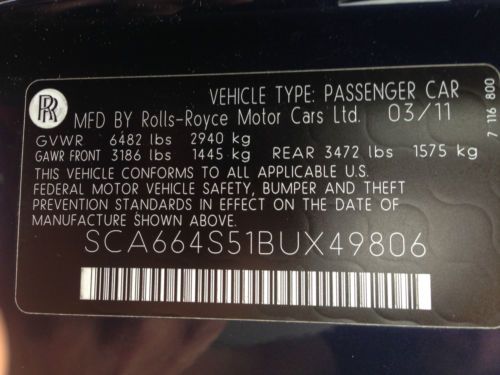 RR
VEHICLE TYPE: PASSENGER CAR
MFD BY Rolls-Royce Motor Cars Ltd. 03/11
GVWR 6482 lbs 2940 kg
GAWR FRONT 3186 lbs 1445 kg REAR 3472 lbs 1575 kg
THIS VEHICLE CONFORMS TO ALL APPLICABLE U.S.
FEDERAL MOTOR VEHICLE SAFETY, BUMPER AND THEFT
PREVENTION STANDARDS IN EFFECT ON THE DATE OF
MANUFACTURE SHOWN ABOVE.
SCA664S51BUX49806
7 116 800